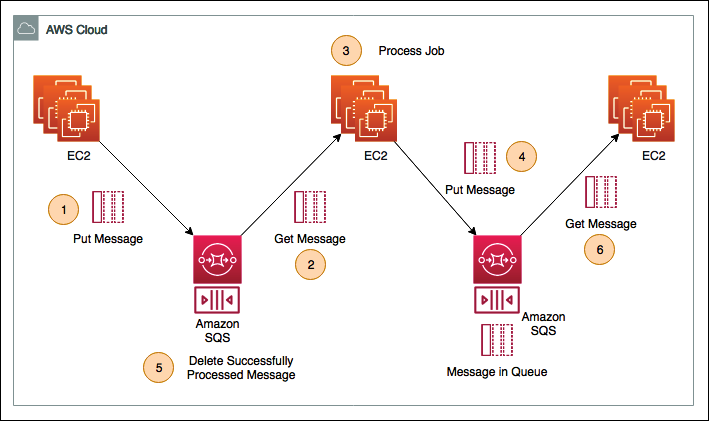 AWS Cloud
3
Process Job
EC2
EC2
EC2
4
Put Message
1
Put Message
Get Message
2
Get Message
6
Amazon
SQS
Amazon
SQS
5
Delete Successfully
Processed Message
Message in Queue